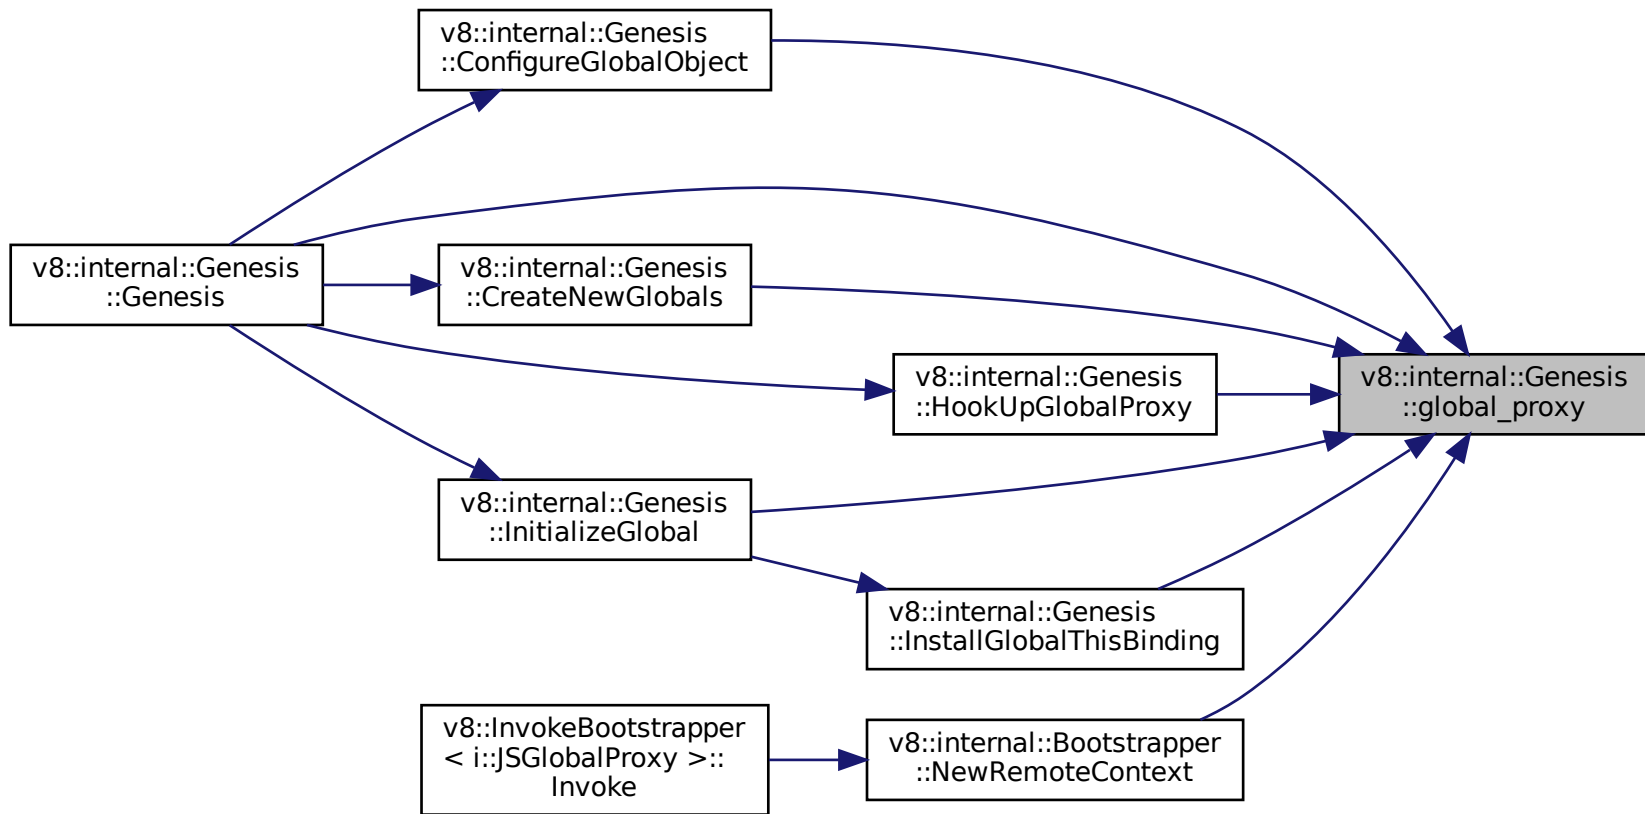 v8::internal::Genesis
::ConfigureGlobalObject
v8::internal::Genesis
::Genesis
v8::internal::Genesis
::CreateNewGlobals
v8::internal::Genesis
::HookUpGlobalProxy
v8::internal::Genesis
::global_proxy
v8::internal::Genesis
::InitializeGlobal
v8::internal::Genesis
::InstallGlobalThisBinding
v8::InvokeBootstrapper
< i::JSGlobalProxy >::
Invoke
v8::internal::Bootstrapper
::NewRemoteContext